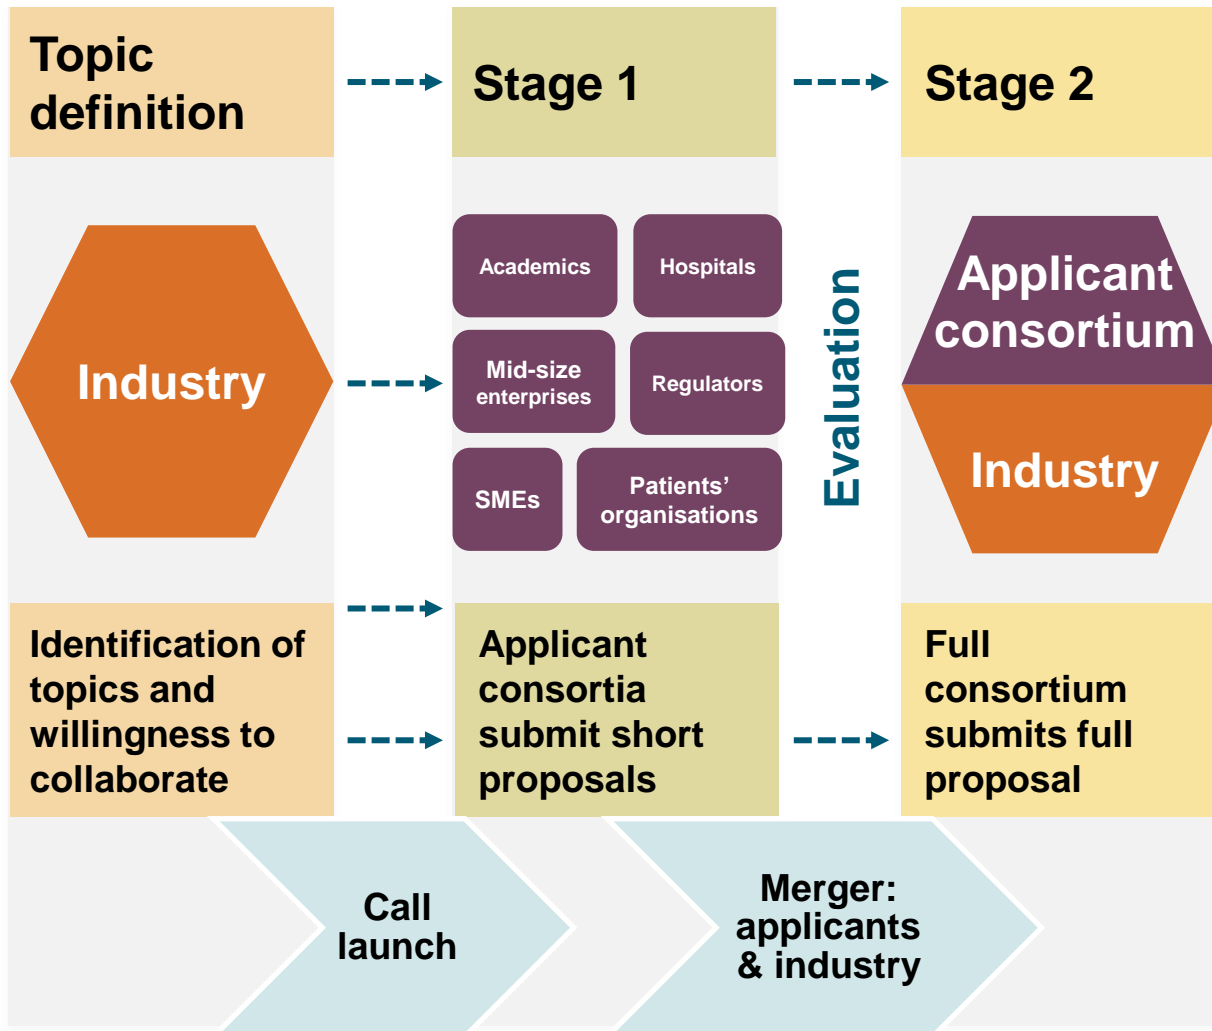 Topic
definition
Stage 1
Stage 2
Industry
Academics
Hospitals
Mid-size
enterprises
Regulators
SMEs
Patients’
organisations
Evaluation
Applicant
consortium
Industry
Identification of
topics and
willingness to
collaborate
Applicant
consortia
submit short
proposals
Full
consortium
submits full
proposal
Call
launch
Merger:
applicants
& industry